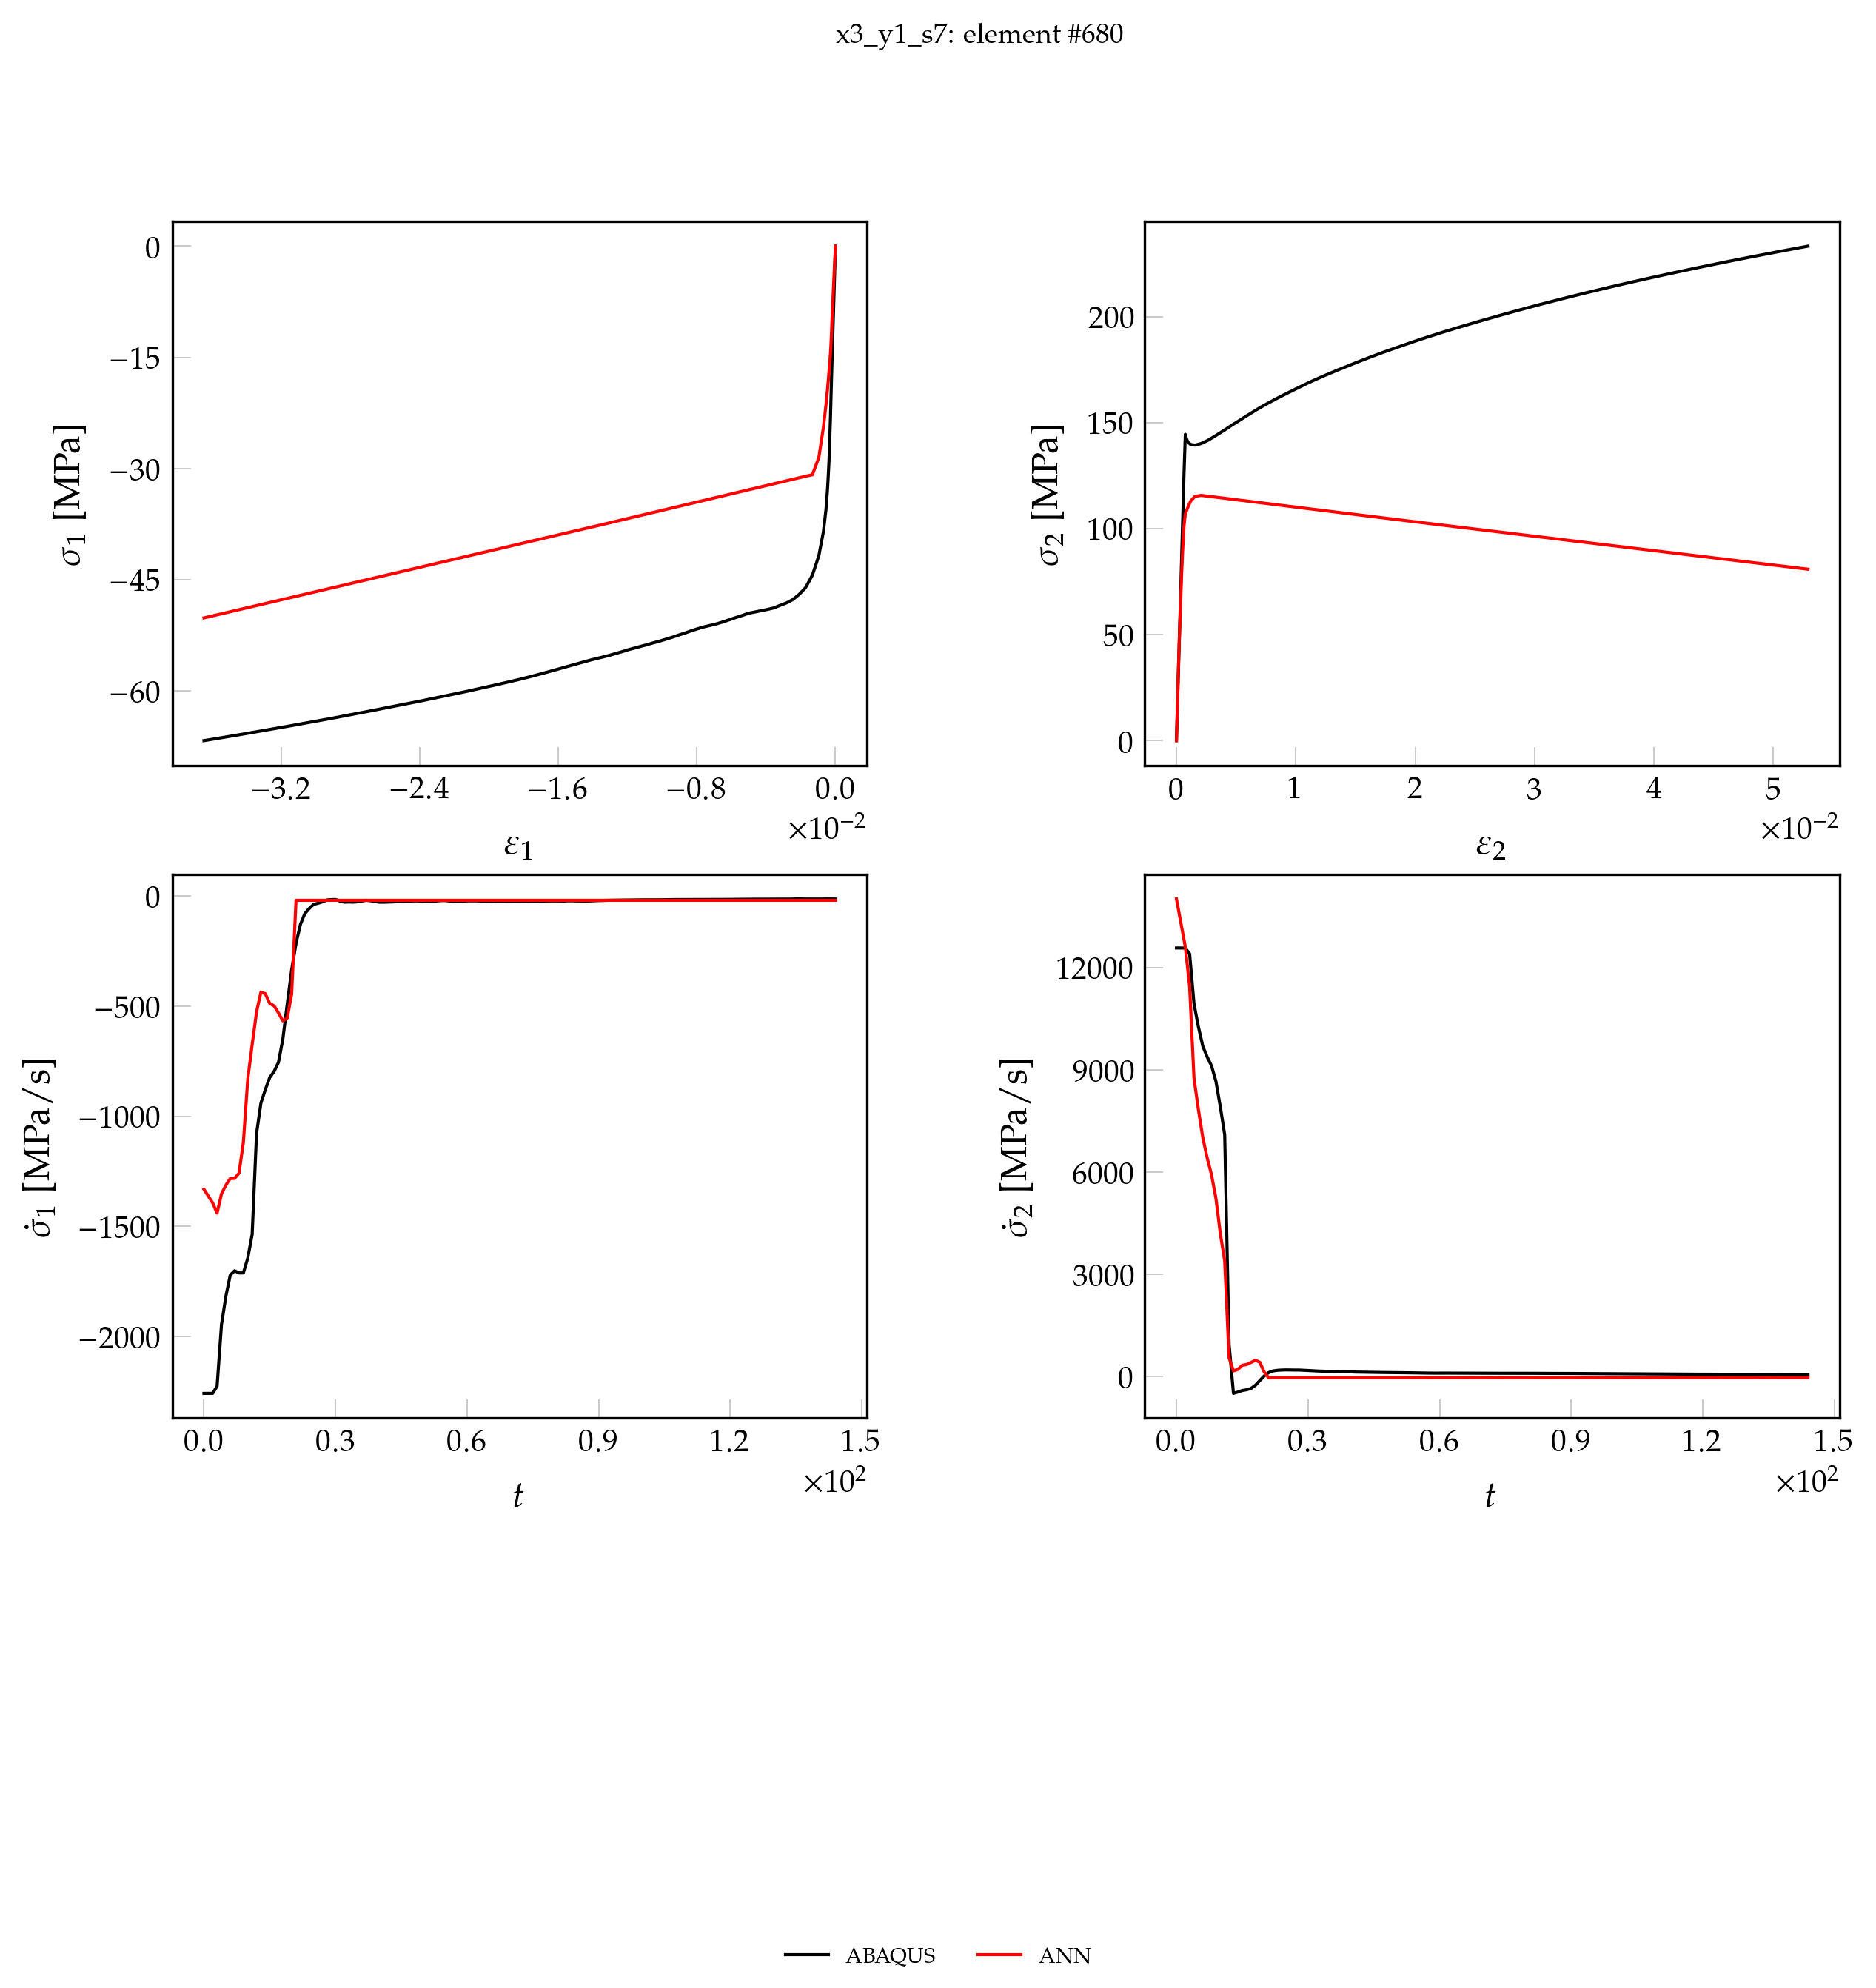 x3_y1_s7: element #680
0
−15
−30
−45
−60
σ1 [MPa]
−3.2 −2.4 −1.6 −0.8 0.0
×10−2
ε1
200
150
100
50
0
σ2 [MPa]
0 1 2 3 4 5
×10−2
ε2
0
−500
−1000
−1500
−2000
σ̇1 [MPa/s]
0.0 0.3 0.6 0.9 1.2 1.5
×102
t
12000
9000
6000
3000
0
σ̇2 [MPa/s]
0.0 0.3 0.6 0.9 1.2 1.5
×102
t
ABAQUS ANN